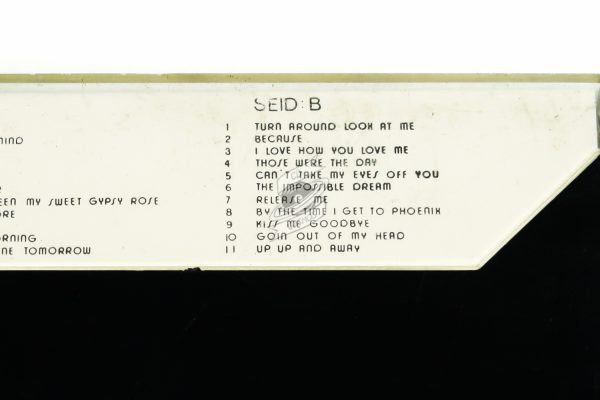 SEID: B
1 TURN AROUND LOOK AT ME
MIND
2 BECAUSE
3 I LOVE HOW YOU LOVE ME
4 THOSE WERE THE DAY
5 CAN'T TAKE MY EYES OFF YOU
6 THE IMPOSSIBLE DREAM
EEN MY SWEET GYPSY ROSE
7 RELEASE ME
ORE
8 BY THE TIME I GET TO PHOENIX
9 KISS ME GOODBYE
ORNING
10 GOIN OUT OF MY HEAD
NE TOMORROW
11 UP UP AND AWAY